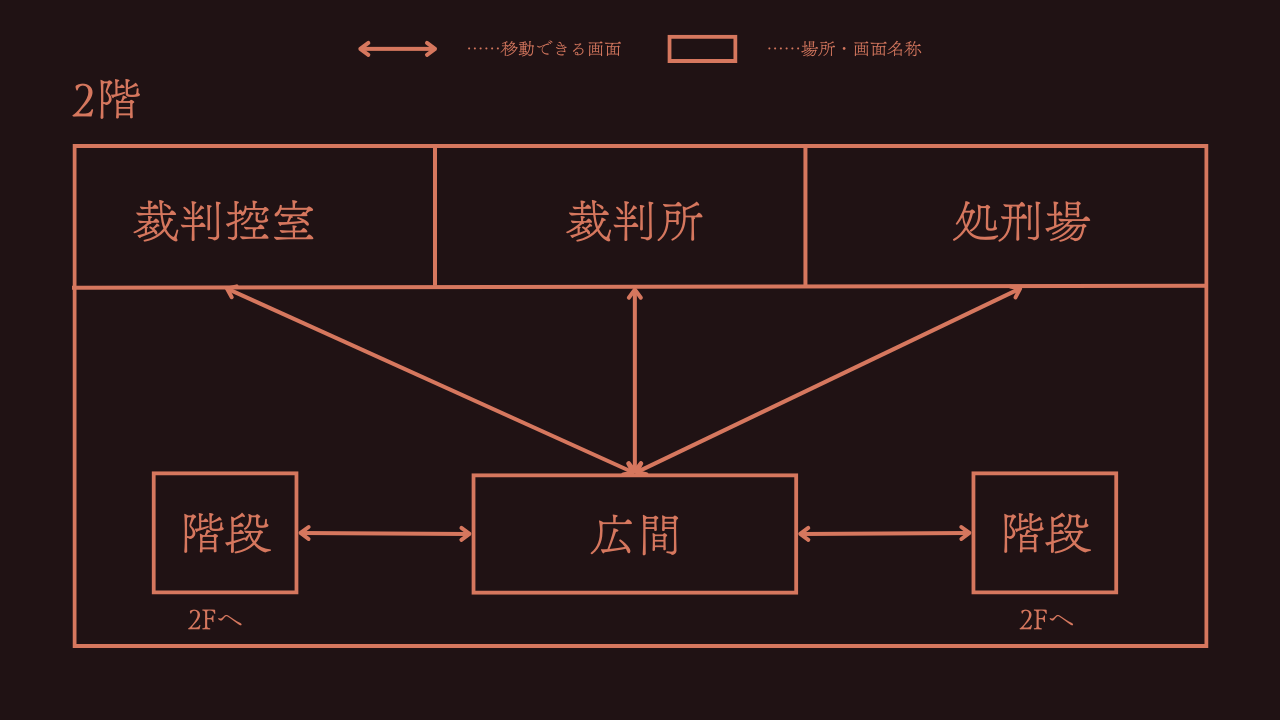 ……移動できる画面
……場所・画面名称
2階
裁判控室
裁判所
処刑場
階段
広間
階段
2Fへ
2Fへ